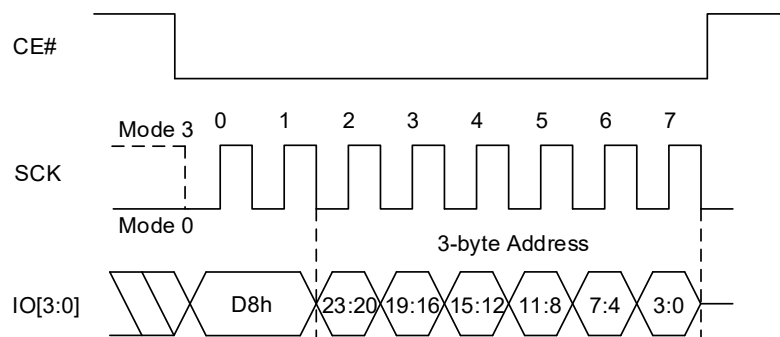 CE#
0 1 2 3 4 5 6 7
Mode 3
SCK
Mode 0
3-byte Address
IO[3:0] D8h 23:20 19:16 15:12 11:8 7:4 3:0